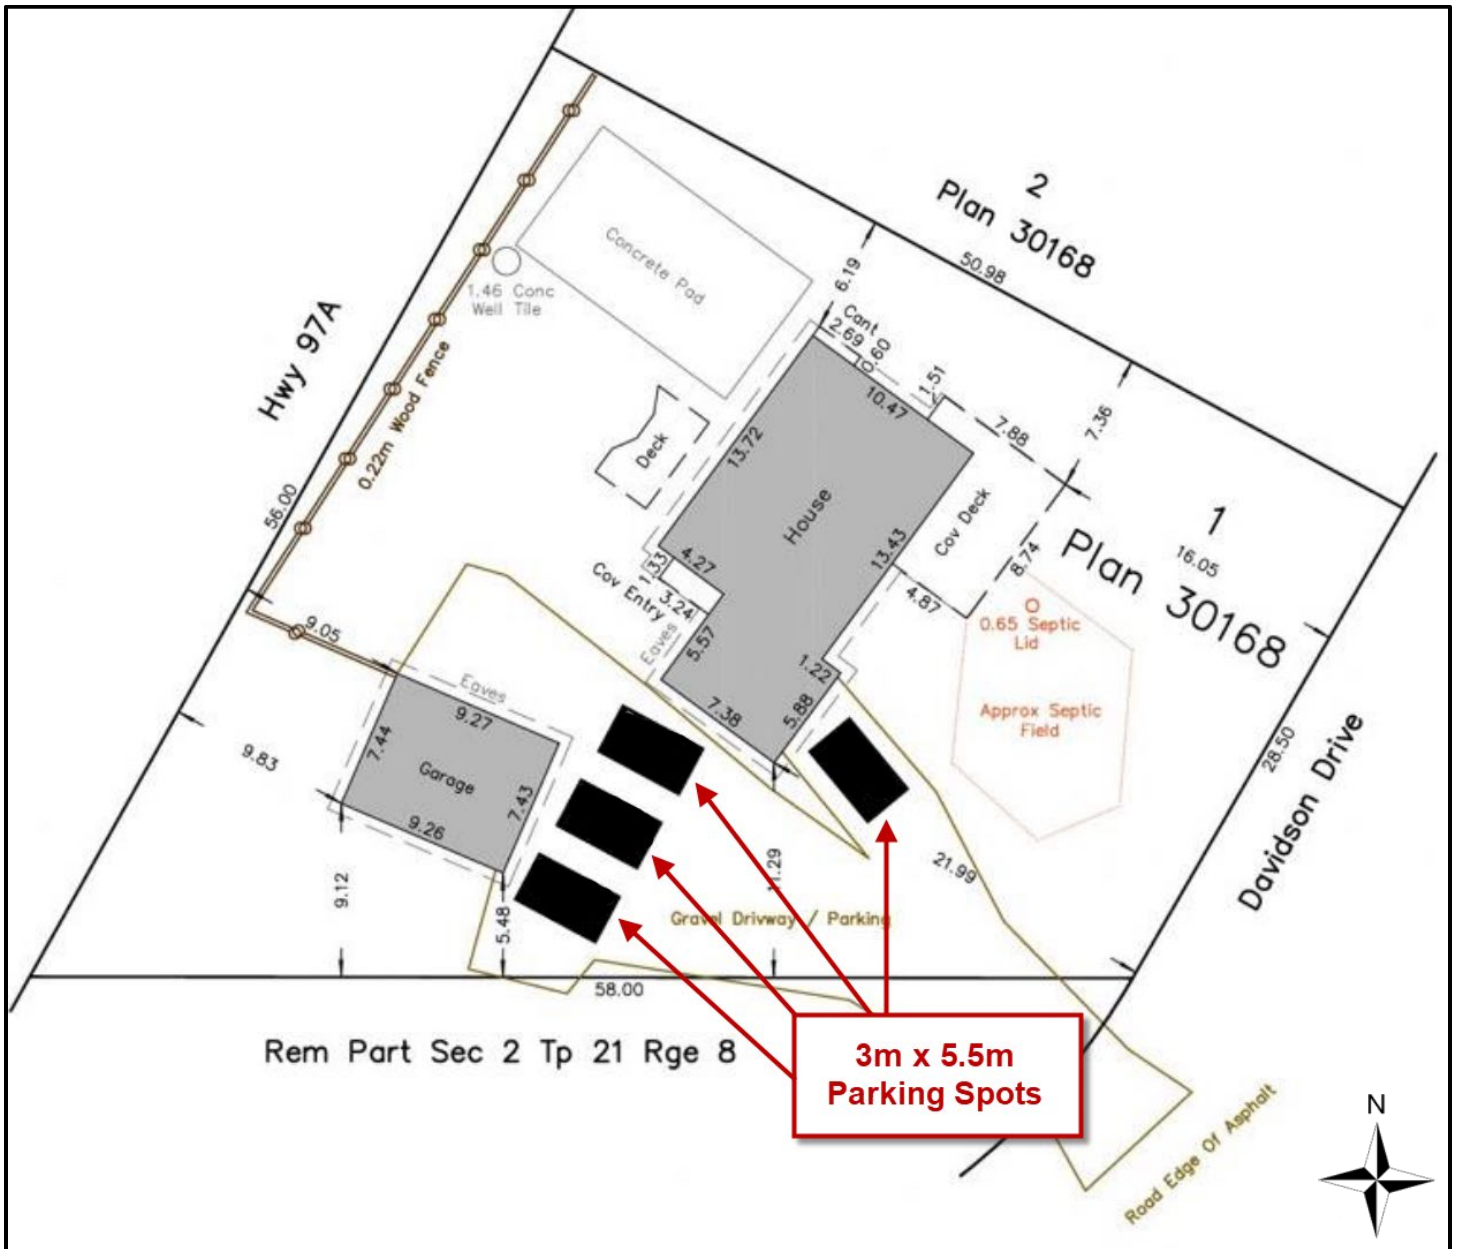 2
Plan 30168
50.98
6.19
Concrete Pad
1.46 Conc
Well Tile
Hwy 97A
0.22m Wood Fence
56.00
Cant
2.69
0.60
1.51
10.47
7.88
7.36
13.72
Deck
House
Cov Deck
13.43
8.74
4.87
1
Plan 30168
16.05
4.27
1.33
Cov Entry
3.24
Eaves
5.57
1.22
7.38
5.88
0.65 Septic
Lid
Approx Septic
Field
9.05
Eaves
9.27
7.44
Garage
7.43
9.26
9.83
9.12
5.48
11.29
21.99
28.50
Davidson Drive
Gravel Drivway / Parking
58.00
Rem Part Sec 2 Tp 21 Rge 8
3m x 5.5m
Parking Spots
Road Edge Of Asphalt
N